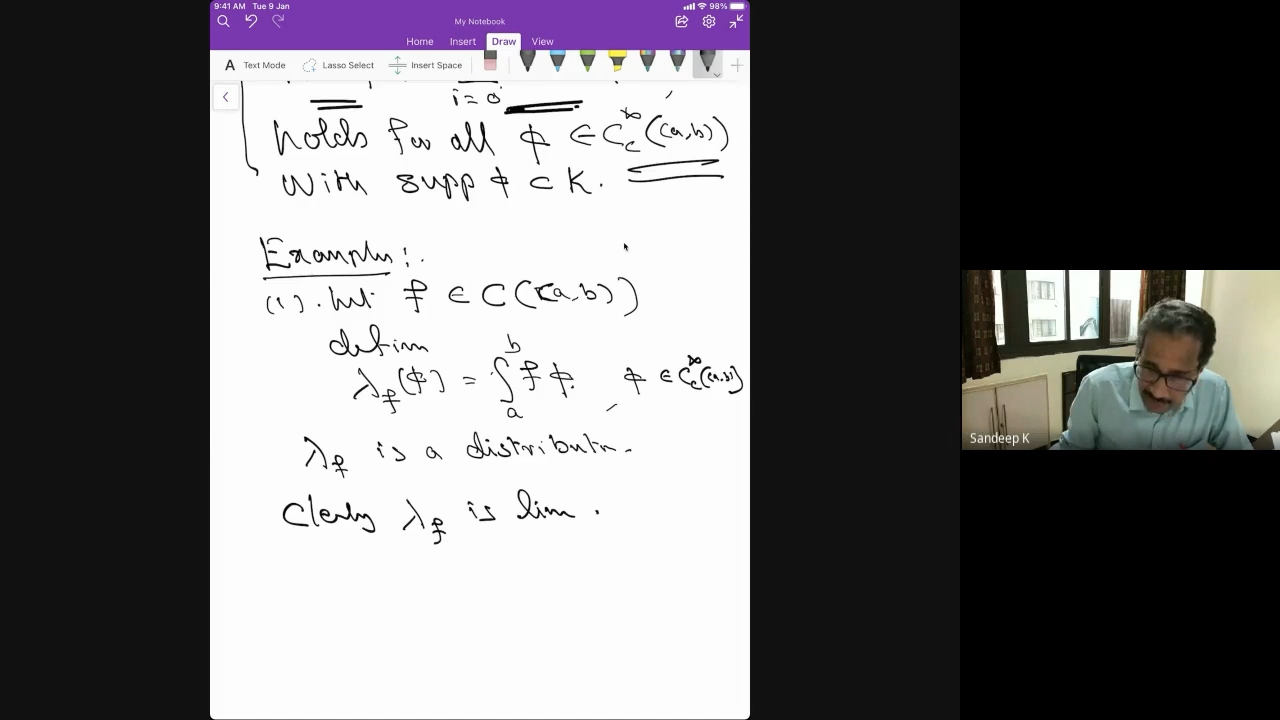 9:41 AM Tue 9 Jan
98%
My Notebook
Home Insert Draw View
A Text Mode Lasso Select Insert Space
i = 0
holds for all φ ∈ C_c^∞((a,b))
with supp φ ⊂ K.
Examples:
(1). Let f ∈ C((a,b))
define
λ_f(φ) = ∫_a^b f φ. φ ∈ C_c^∞((a,b))
λ_f is a distributn.
Clearly λ_f is lin.
Sandeep K